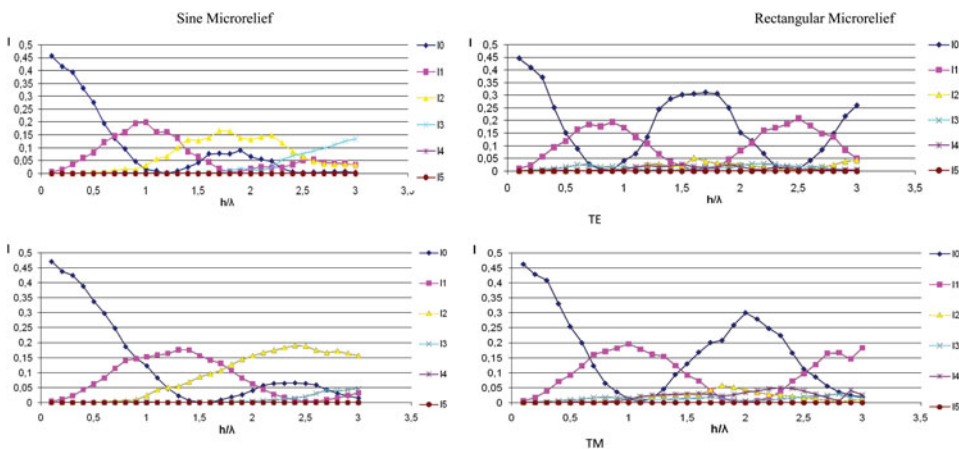 Sine Microrelief
Rectangular Microrelief
I
0,5
0,45
0,4
0,35
0,3
0,25
0,2
0,15
0,1
0,05
0
0 0,5 1 1,5 2 2,5 3 3,5
h/λ
I0
I1
I2
I3
I4
I5
I
0,5
0,45
0,4
0,35
0,3
0,25
0,2
0,15
0,1
0,05
0
0 0,5 1 1,5 2 2,5 3 3,5
h/λ
I0
I1
I2
I3
I4
I5
TE
I
0,5
0,45
0,4
0,35
0,3
0,25
0,2
0,15
0,1
0,05
0
0 0,5 1 1,5 2 2,5 3 3,5
h/λ
I0
I1
I2
I3
I4
I5
I
0,5
0,45
0,4
0,35
0,3
0,25
0,2
0,15
0,1
0,05
0
0 0,5 1 1,5 2 2,5 3 3,5
h/λ
I0
I1
I2
I3
I4
I5
TM